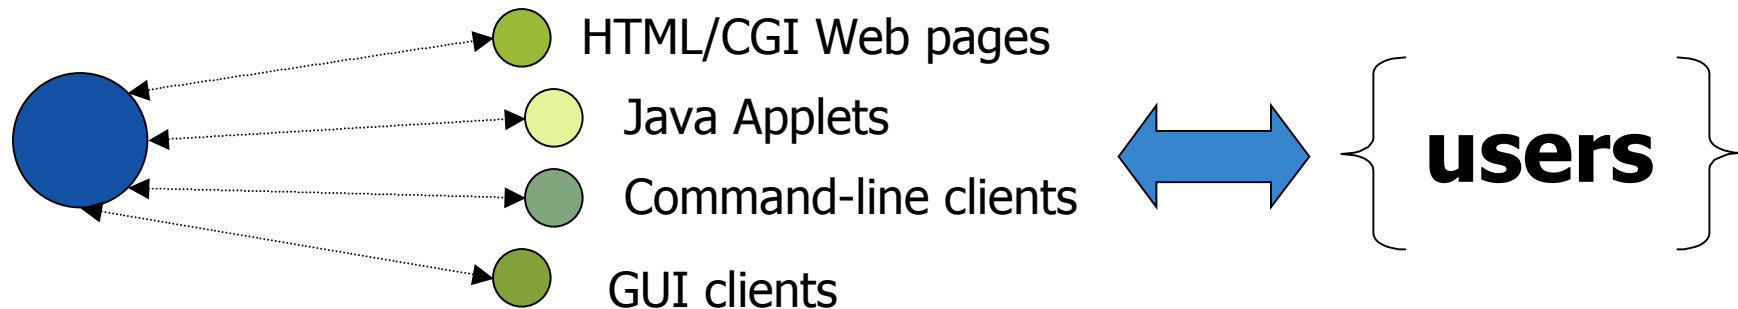 HTML/CGI Web pages
Java Applets
Command-line clients
GUI clients
users